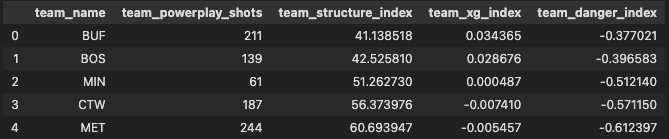 team_name team_powerplay_shots team_structure_index team_xg_index team_danger_index
0 BUF 211 41.138518 0.034365 -0.377021
1 BOS 139 42.525810 0.028676 -0.396583
2 MIN 61 51.262730 0.000487 -0.512140
3 CTW 187 56.373976 -0.007410 -0.571150
4 MET 244 60.693947 -0.005457 -0.612397